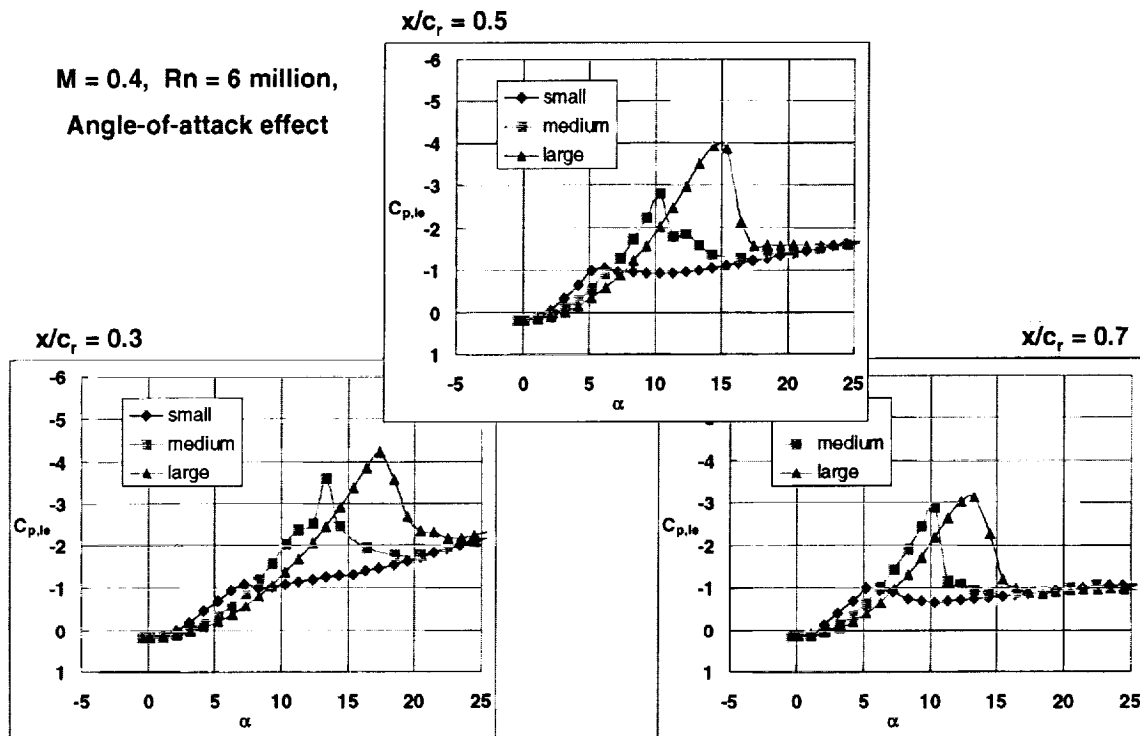 x/cᵣ = 0.5
M = 0.4, Rn = 6 million,
Angle-of-attack effect
-6
-5
-4
-3
-2
-1
0
1
Cp,le
small
medium
large
-5 0 5 10 15 20 25
α
x/cᵣ = 0.3
-6
-5
-4
-3
-2
-1
0
1
Cp,le
small
medium
large
-5 0 5 10 15 20 25
α
x/cᵣ = 0.7
-4
-3
-2
-1
0
1
Cp,le
medium
large
-5 0 5 10 15 20 25
α